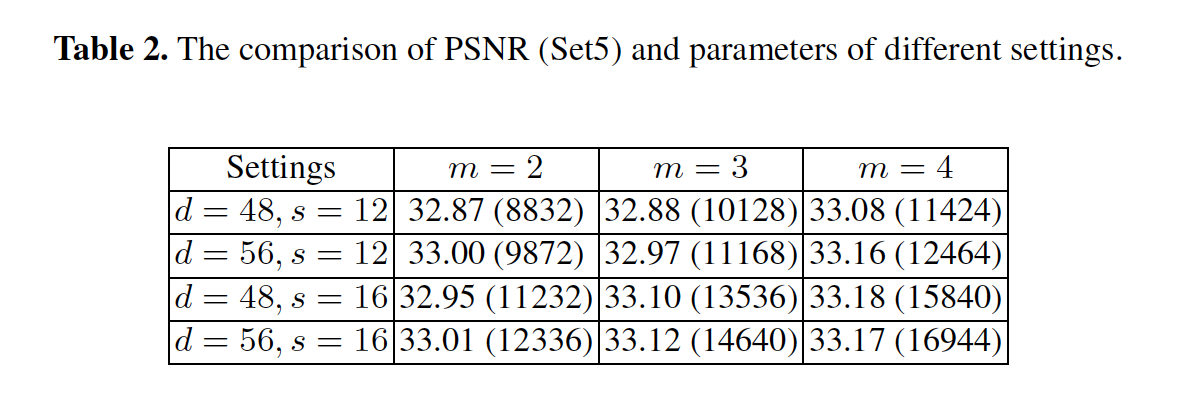 Table 2. The comparison of PSNR (Set5) and parameters of different settings.
Settings m = 2 m = 3 m = 4
d = 48, s = 12 32.87 (8832) 32.88 (10128) 33.08 (11424)
d = 56, s = 12 33.00 (9872) 32.97 (11168) 33.16 (12464)
d = 48, s = 16 32.95 (11232) 33.10 (13536) 33.18 (15840)
d = 56, s = 16 33.01 (12336) 33.12 (14640) 33.17 (16944)